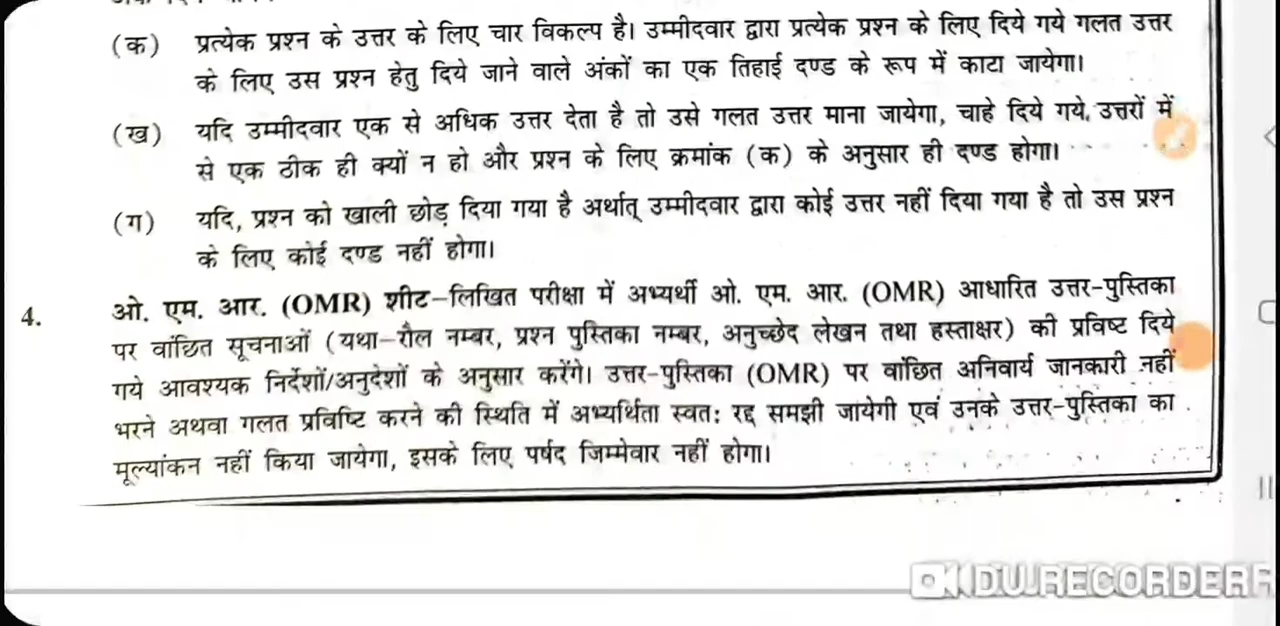 (क) प्रत्येक प्रश्न के उत्तर के लिए चार विकल्प है। उम्मीदवार द्वारा प्रत्येक प्रश्न के लिए दिये गये गलत उत्तर
के लिए उस प्रश्न हेतु दिये जाने वाले अंकों का एक तिहाई दण्ड के रूप में काटा जायेगा।
(ख) यदि उम्मीदवार एक से अधिक उत्तर देता है तो उसे गलत उत्तर माना जायेगा, चाहे दिये गये उत्तरों में
से एक ठीक ही क्यों न हो और प्रश्न के लिए क्रमांक (क) के अनुसार ही दण्ड होगा।
(ग) यदि, प्रश्न को खाली छोड़ दिया गया है अर्थात् उम्मीदवार द्वारा कोई उत्तर नहीं दिया गया है तो उस प्रश्न
के लिए कोई दण्ड नहीं होगा।
4. ओ. एम. आर. (OMR) शीट–लिखित परीक्षा में अभ्यर्थी ओ. एम. आर. (OMR) आधारित उत्तर-पुस्तिका
पर वांछित सूचनाओं (यथा–रौल नम्बर, प्रश्न पुस्तिका नम्बर, अनुच्छेद लेखन तथा हस्ताक्षर) की प्रविष्ट दिये
गये आवश्यक निर्देशों/अनुदेशों के अनुसार करेंगे। उत्तर-पुस्तिका (OMR) पर वांछित अनिवार्य जानकारी नहीं
भरने अथवा गलत प्रविष्टि करने की स्थिति में अभ्यर्थिता स्वतः रद्द समझी जायेगी एवं उनके उत्तर-पुस्तिका का
मूल्यांकन नहीं किया जायेगा, इसके लिए पर्षद जिम्मेवार नहीं होगा।
DU RECORDER